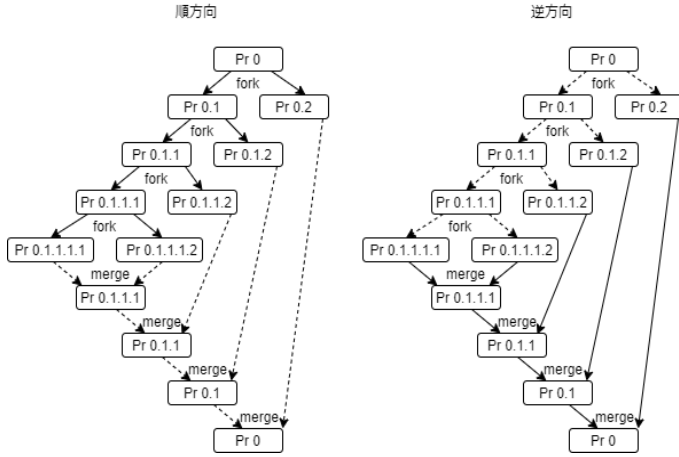 順方向
Pr 0
fork
Pr 0.1
Pr 0.2
fork
Pr 0.1.1
Pr 0.1.2
fork
Pr 0.1.1.1
Pr 0.1.1.2
fork
Pr 0.1.1.1.1
Pr 0.1.1.1.2
merge
Pr 0.1.1.1
merge
Pr 0.1.1
merge
Pr 0.1
merge
Pr 0
逆方向
Pr 0
fork
Pr 0.1
Pr 0.2
fork
Pr 0.1.1
Pr 0.1.2
fork
Pr 0.1.1.1
Pr 0.1.1.2
fork
Pr 0.1.1.1.1
Pr 0.1.1.1.2
merge
Pr 0.1.1.1
merge
Pr 0.1.1
merge
Pr 0.1
merge
Pr 0